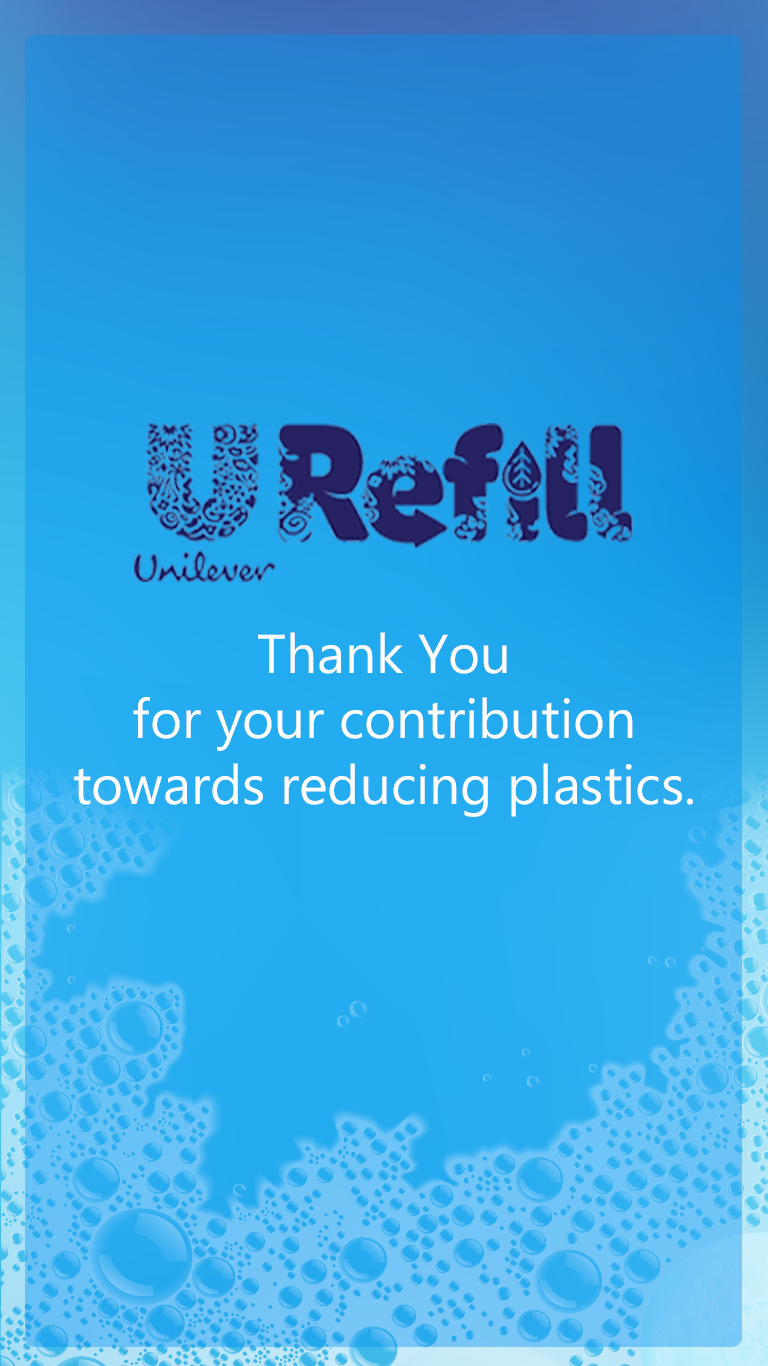 U Refill
Unilever
Thank You
for your contribution
towards reducing plastics.